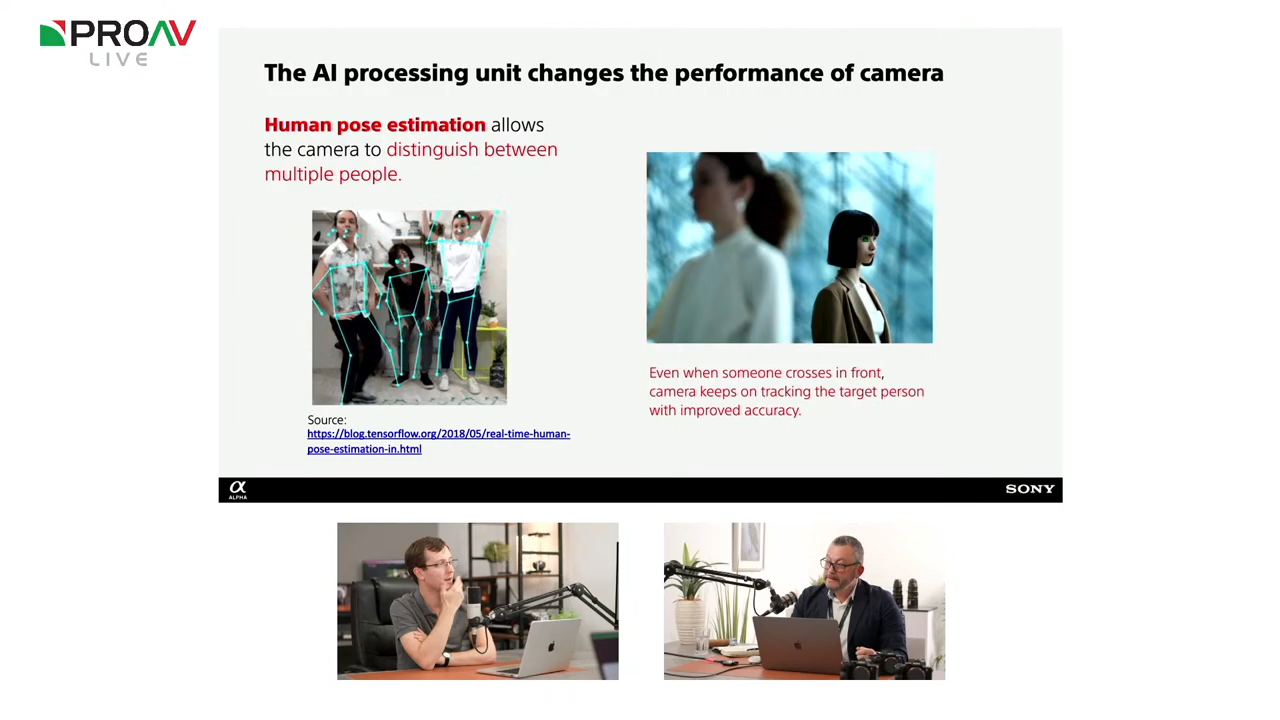 PROAV
LIVE
The AI processing unit changes the performance of camera
Human pose estimation allows
the camera to distinguish between
multiple people.
Source:
https://blog.tensorflow.org/2018/05/real-time-human-
pose-estimation-in.html
Even when someone crosses in front,
camera keeps on tracking the target person
with improved accuracy.
α
ALPHA
SONY